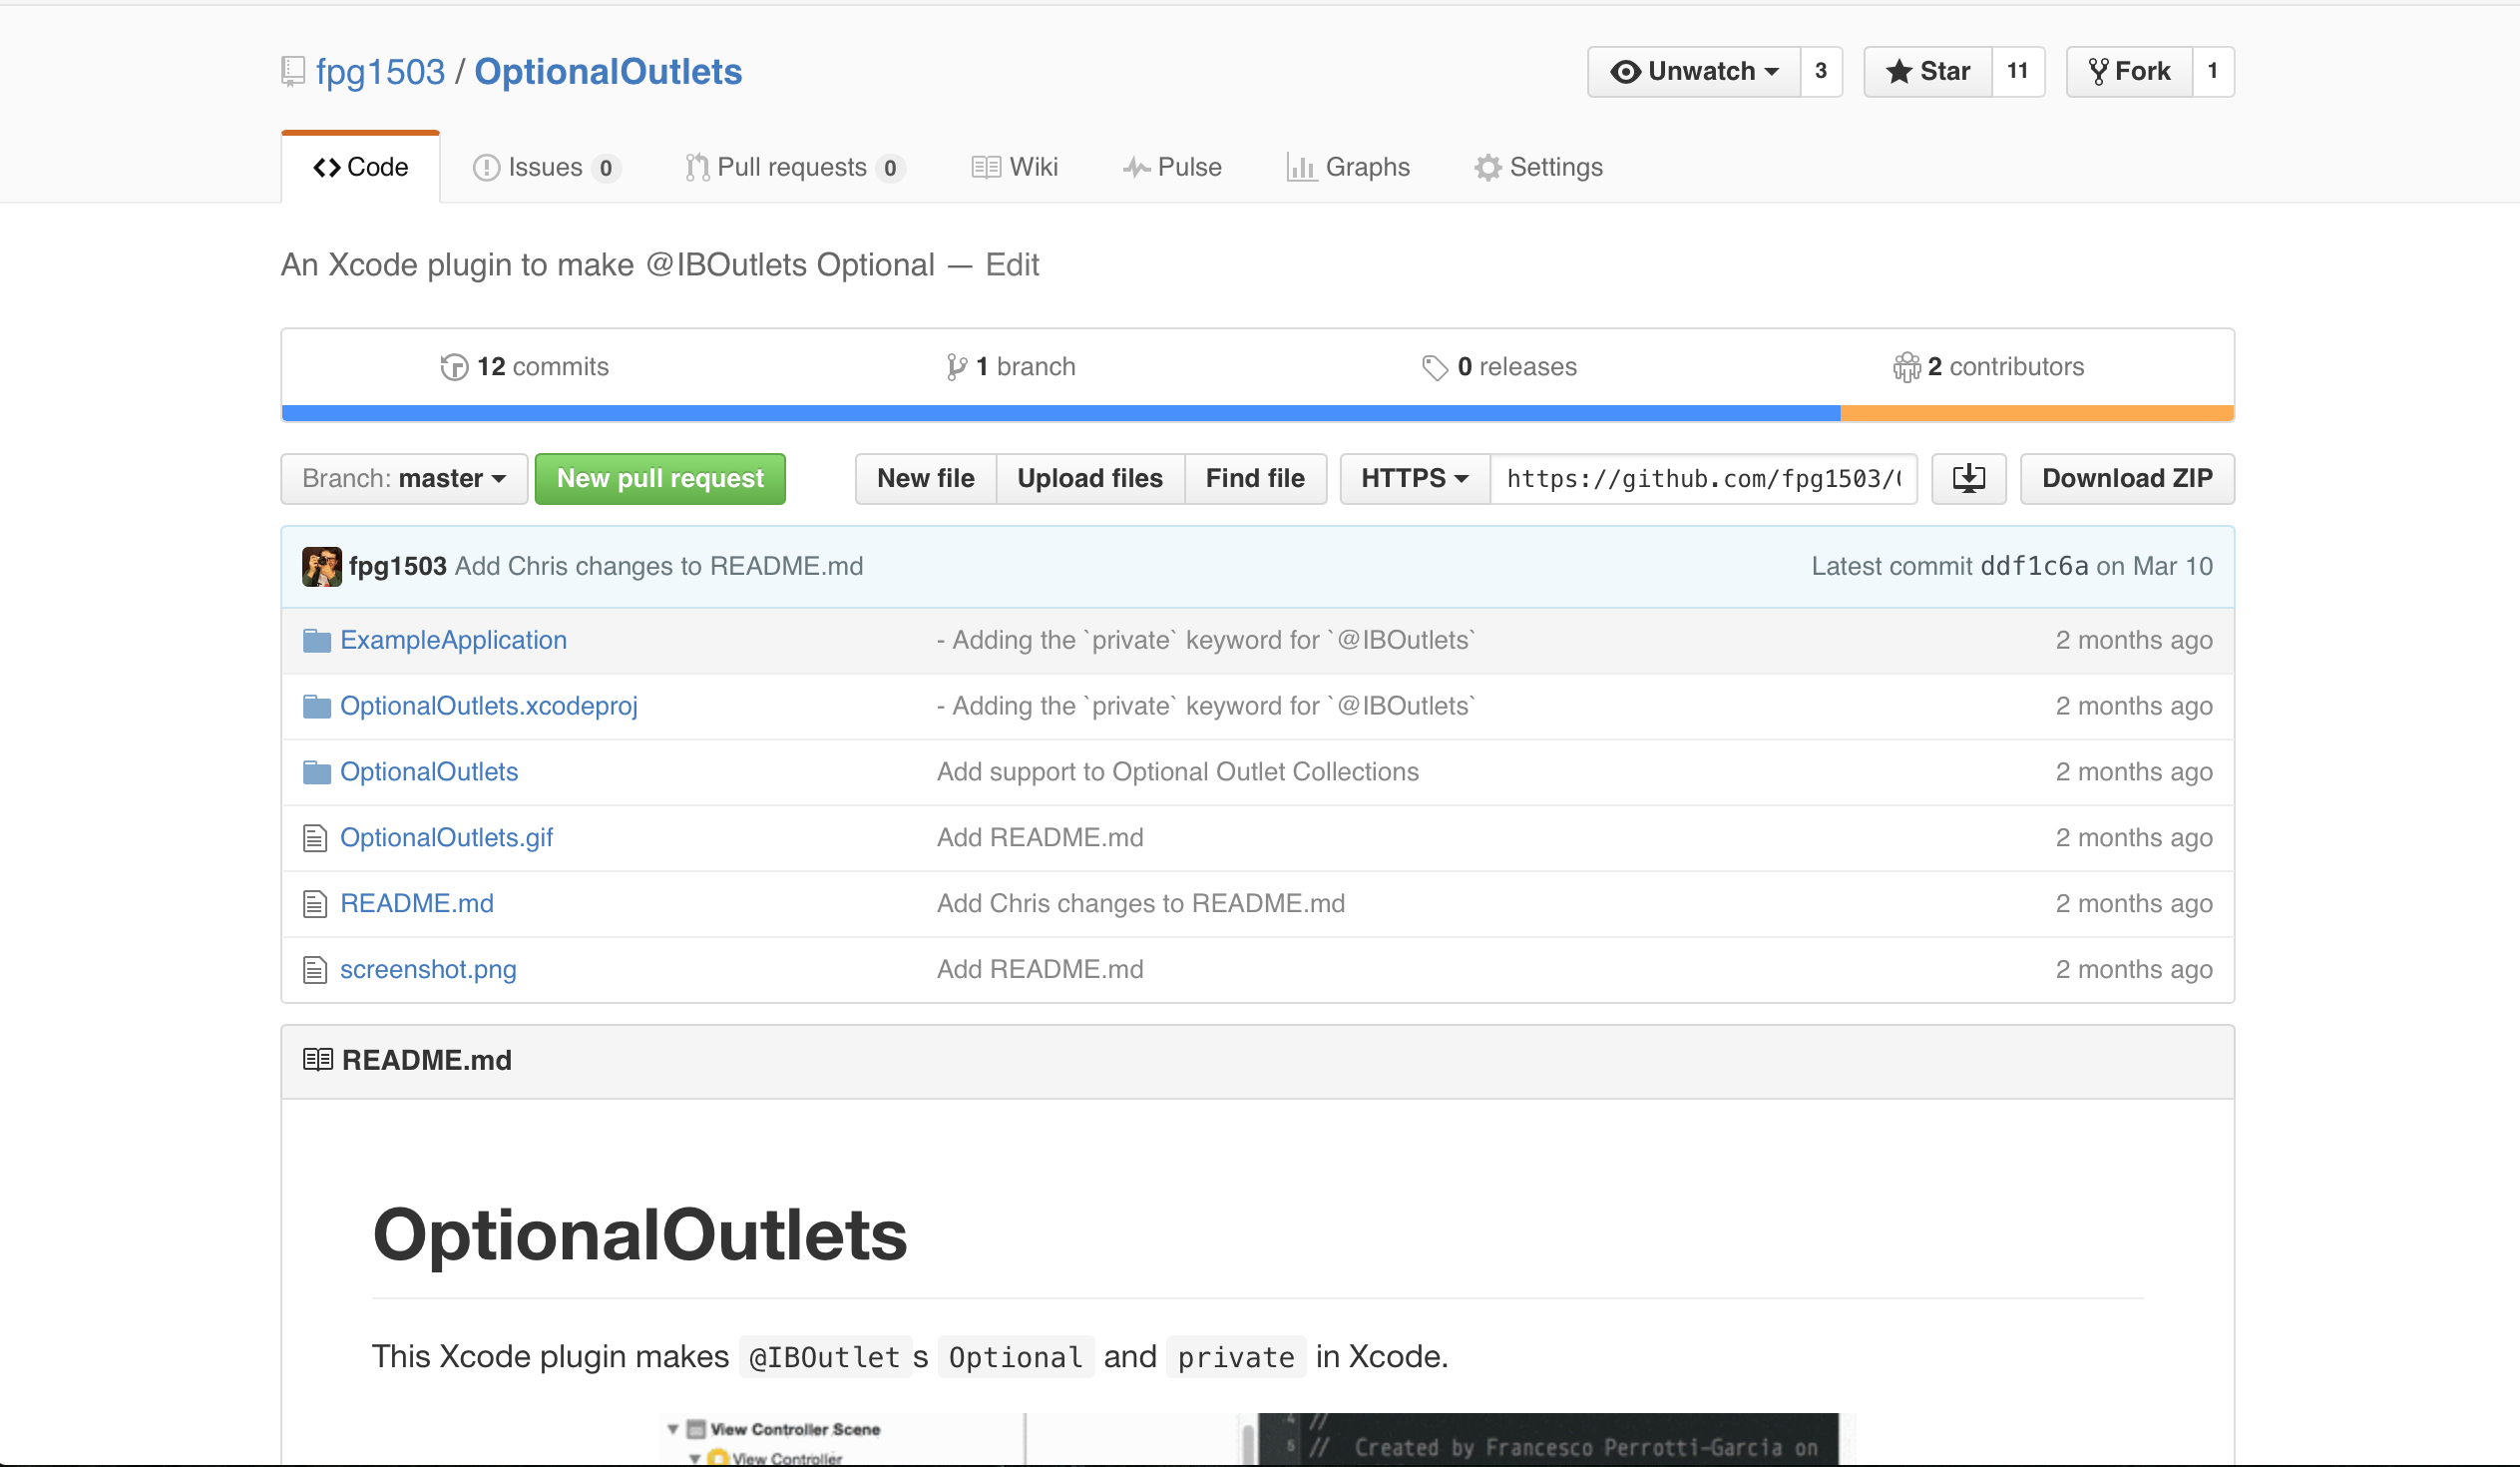 fpg1503 / OptionalOutlets
Unwatch 3 Star 11 Fork 1
Code Issues 0 Pull requests 0 Wiki Pulse Graphs Settings
An Xcode plugin to make @IBOutlets Optional — Edit
12 commits 1 branch 0 releases 2 contributors
Branch: master New pull request New file Upload files Find file HTTPS https://github.com/fpg1503/ Download ZIP
fpg1503 Add Chris changes to README.md Latest commit ddf1c6a on Mar 10
ExampleApplication - Adding the `private` keyword for `@IBOutlets` 2 months ago
OptionalOutlets.xcodeproj - Adding the `private` keyword for `@IBOutlets` 2 months ago
OptionalOutlets Add support to Optional Outlet Collections 2 months ago
OptionalOutlets.gif Add README.md 2 months ago
README.md Add Chris changes to README.md 2 months ago
screenshot.png Add README.md 2 months ago
README.md
OptionalOutlets
This Xcode plugin makes @IBOutlet s Optional and private in Xcode.
View Controller Scene 4 //
View Controller 5 // Created by Francesco Perrotti-Garcia on